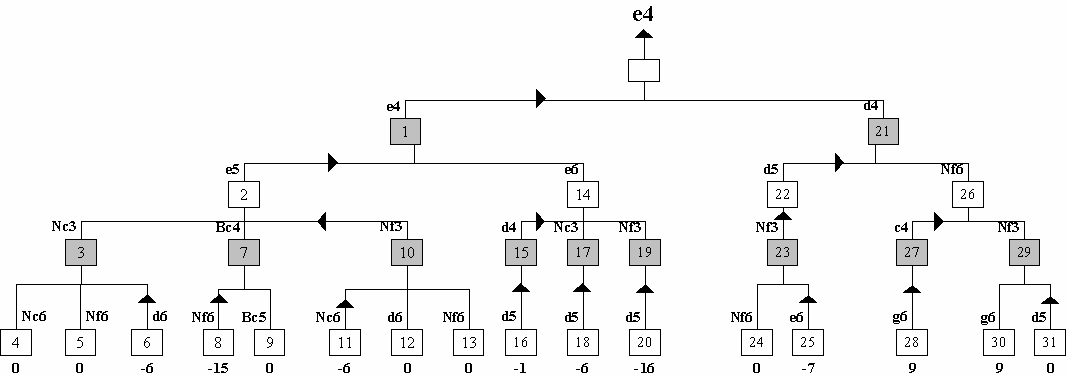 e4
e4 d4
1 21
e5 e6 d5 Nf6
2 14 22 26
Nc3 Bc4 Nf3 d4 Nc3 Nf3 Nf3 c4 Nf3
3 7 10 15 17 19 23 27 29
Nc6 Nf6 d6 Nf6 Bc5 Nc6 d6 Nf6 d5 d5 d5 Nf6 e6 g6 g6 d5
4 5 6 8 9 11 12 13 16 18 20 24 25 28 30 31
0 0 -6 -15 0 -6 0 0 -1 -6 -16 0 -7 9 9 0